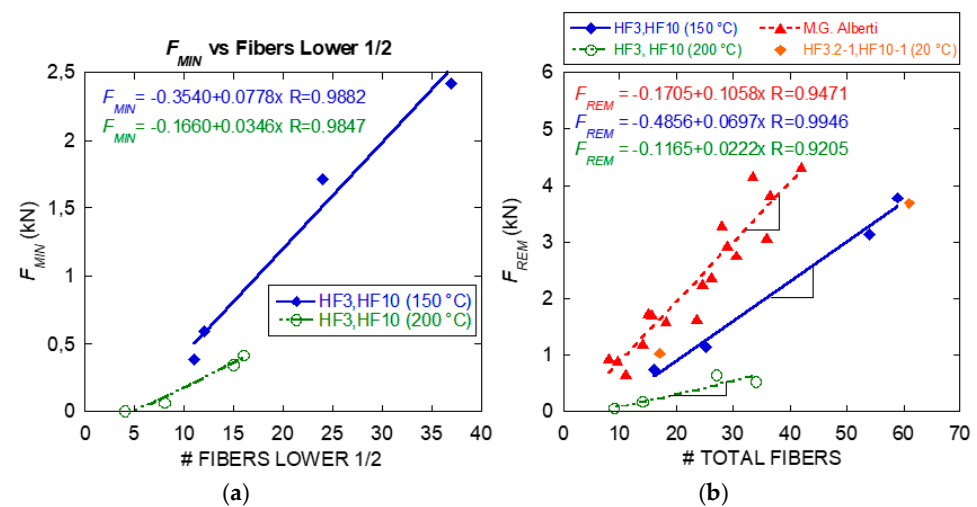 F_MIN vs Fibers Lower 1/2
F_MIN = -0.3540+0.0778x R=0.9882
F_MIN = -0.1660+0.0346x R=0.9847
F_MIN (kN)
2,5
2
1,5
1
0,5
0
HF3,HF10 (150 °C)
HF3,HF10 (200 °C)
0 5 10 15 20 25 30 35 40
# FIBERS LOWER 1/2
(a)
HF3,HF10 (150 °C) M.G. Alberti
HF3, HF10 (200 °C) HF3,2-1,HF10-1 (20 °C)
F_REM = -0.1705+0.1058x R=0.9471
F_REM = -0.4856+0.0697x R=0.9946
F_REM = -0.1165+0.0222x R=0.9205
F_REM (kN)
6
5
4
3
2
1
0
0 10 20 30 40 50 60 70
# TOTAL FIBERS
(b)